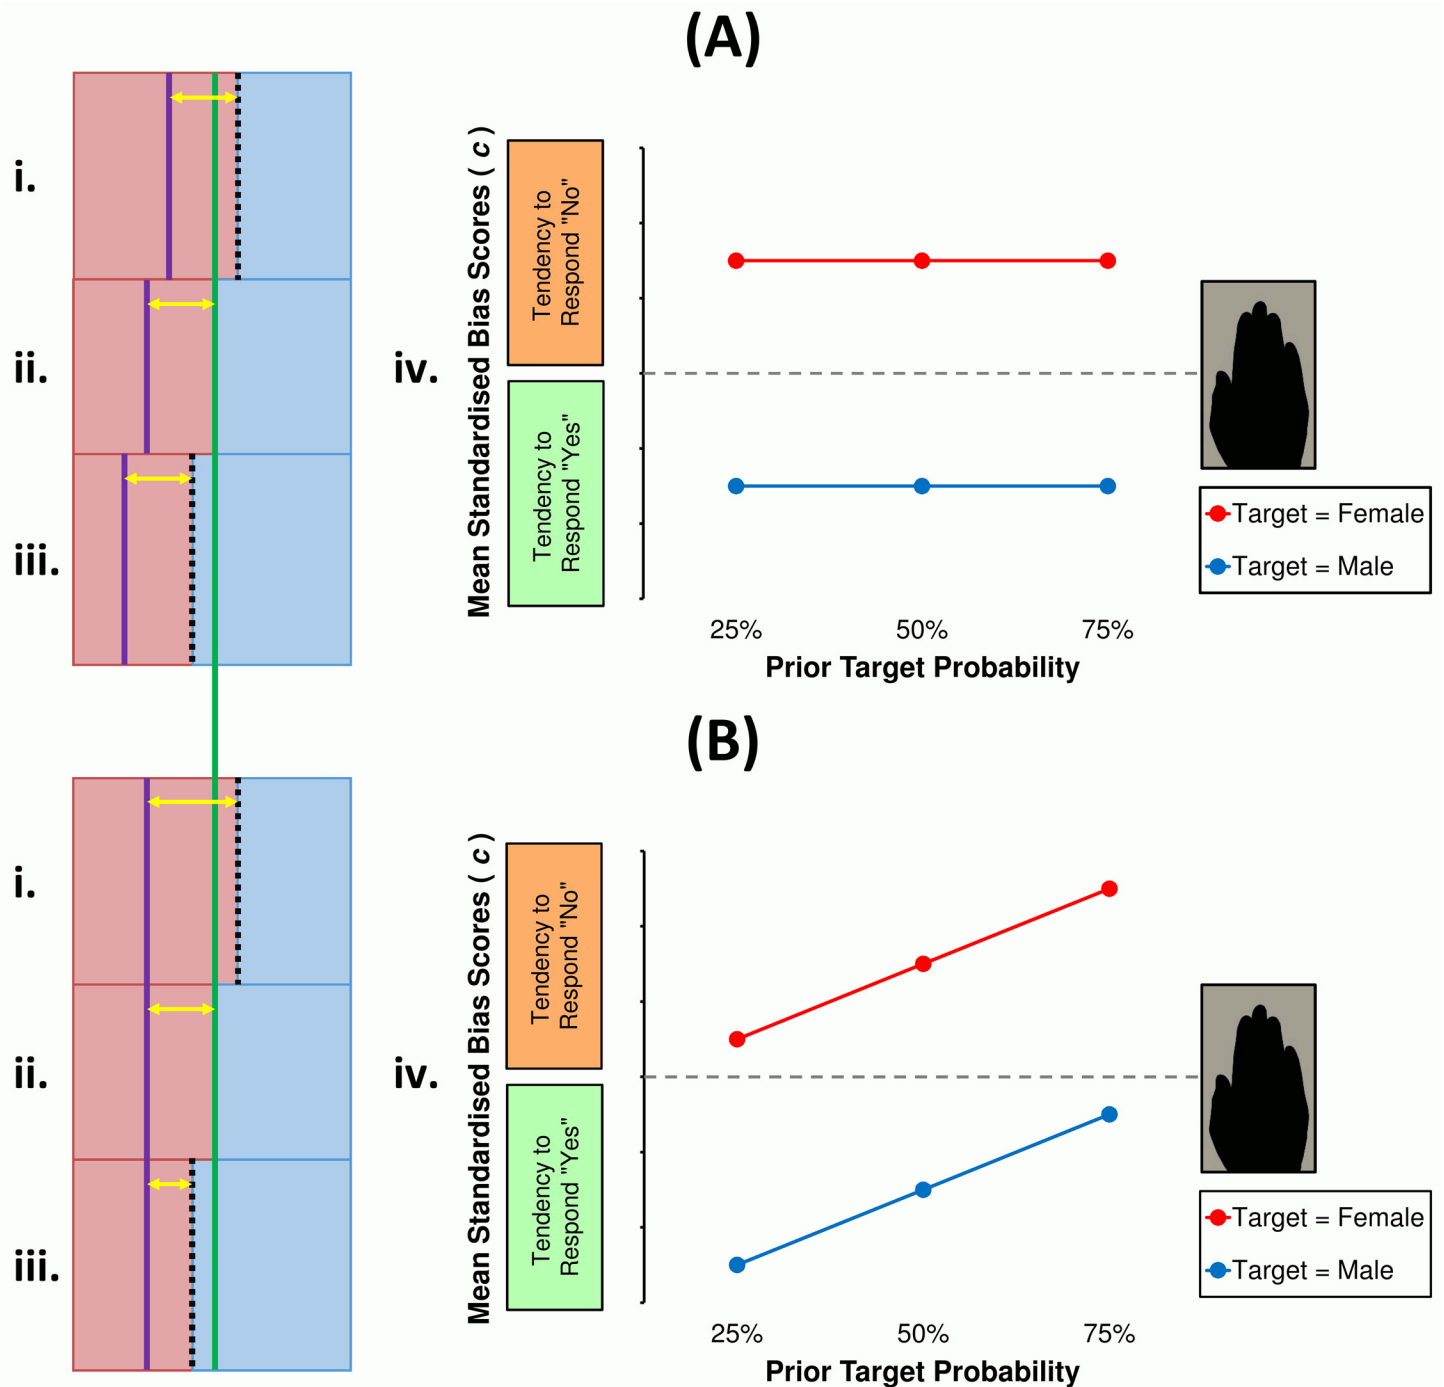 (A)
i.
ii.
iii.
iv.
Mean Standardised Bias Scores ( c )
Tendency to
Respond "No"
Tendency to
Respond "Yes"
25% 50% 75%
Prior Target Probability
Target = Female
Target = Male
(B)
i.
ii.
iii.
iv.
Mean Standardised Bias Scores ( c )
Tendency to
Respond "No"
Tendency to
Respond "Yes"
25% 50% 75%
Prior Target Probability
Target = Female
Target = Male